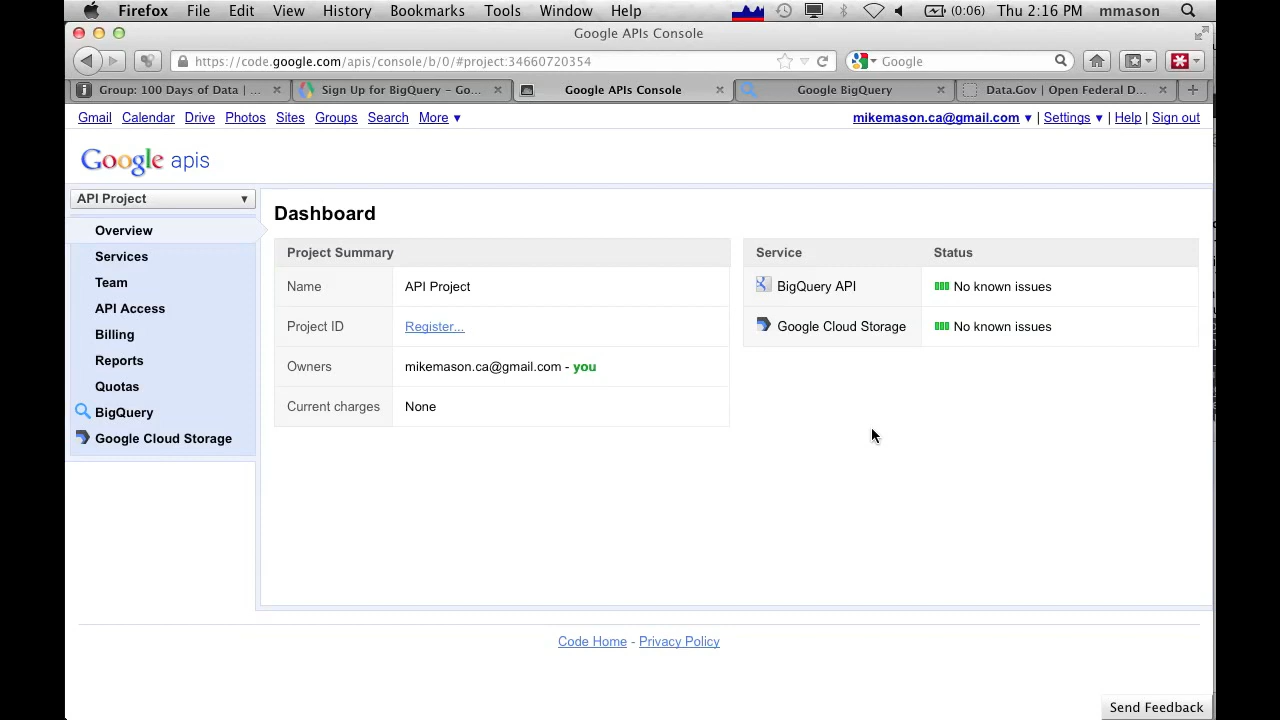 Firefox File Edit View History Bookmarks Tools Window Help (0:06) Thu 2:16 PM mmason
Google APIs Console
https://code.google.com/apis/console/b/0/#project:34660720354 Google
Group: 100 Days of Data | ... Sign Up for BigQuery – Go... Google APIs Console Google BigQuery Data.Gov | Open Federal D...
Gmail Calendar Drive Photos Sites Groups Search More ▼ mikemason.ca@gmail.com ▼ | Settings ▼ | Help | Sign out
Google apis
API Project ▼
Overview
Services
Team
API Access
Billing
Reports
Quotas
BigQuery
Google Cloud Storage
Dashboard
Project Summary
Name API Project
Project ID Register...
Owners mikemason.ca@gmail.com - you
Current charges None
Service Status
BigQuery API No known issues
Google Cloud Storage No known issues
Code Home - Privacy Policy
Send Feedback